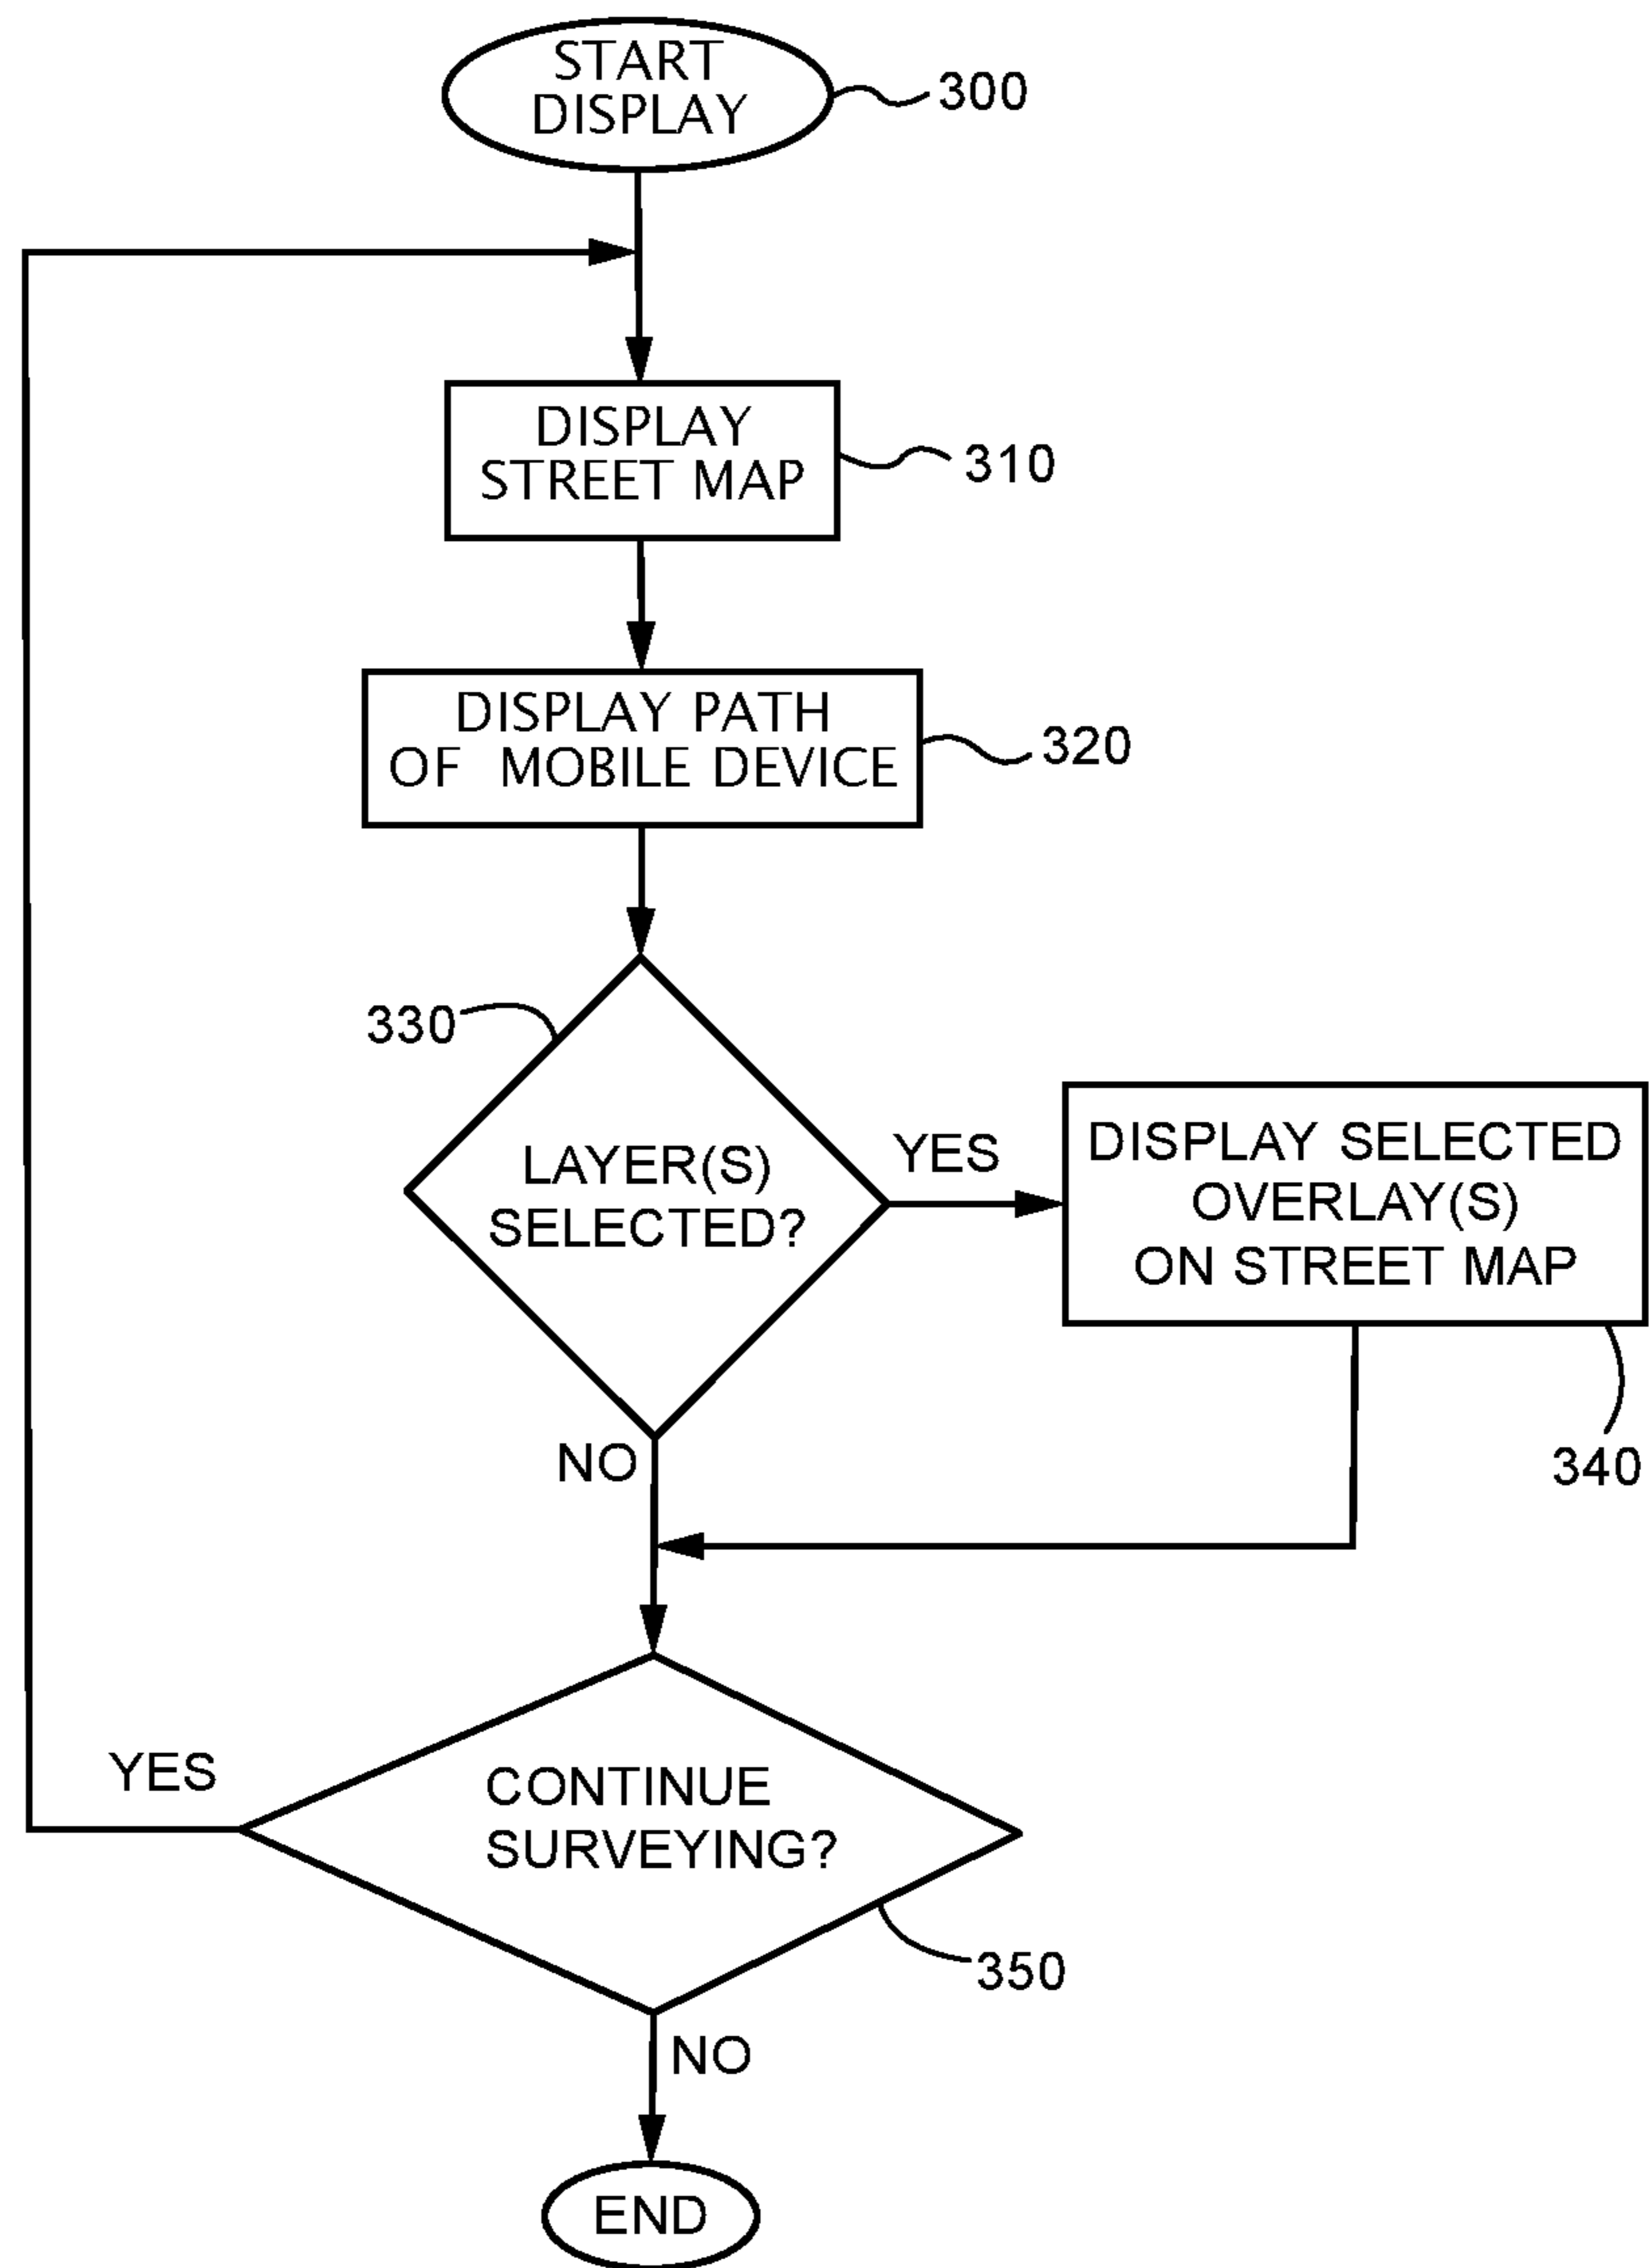 START
DISPLAY
300
DISPLAY
STREET MAP
310
DISPLAY PATH
OF MOBILE DEVICE
320
330
LAYER(S)
SELECTED?
YES
DISPLAY SELECTED
OVERLAY(S)
ON STREET MAP
340
NO
YES
CONTINUE
SURVEYING?
350
NO
END